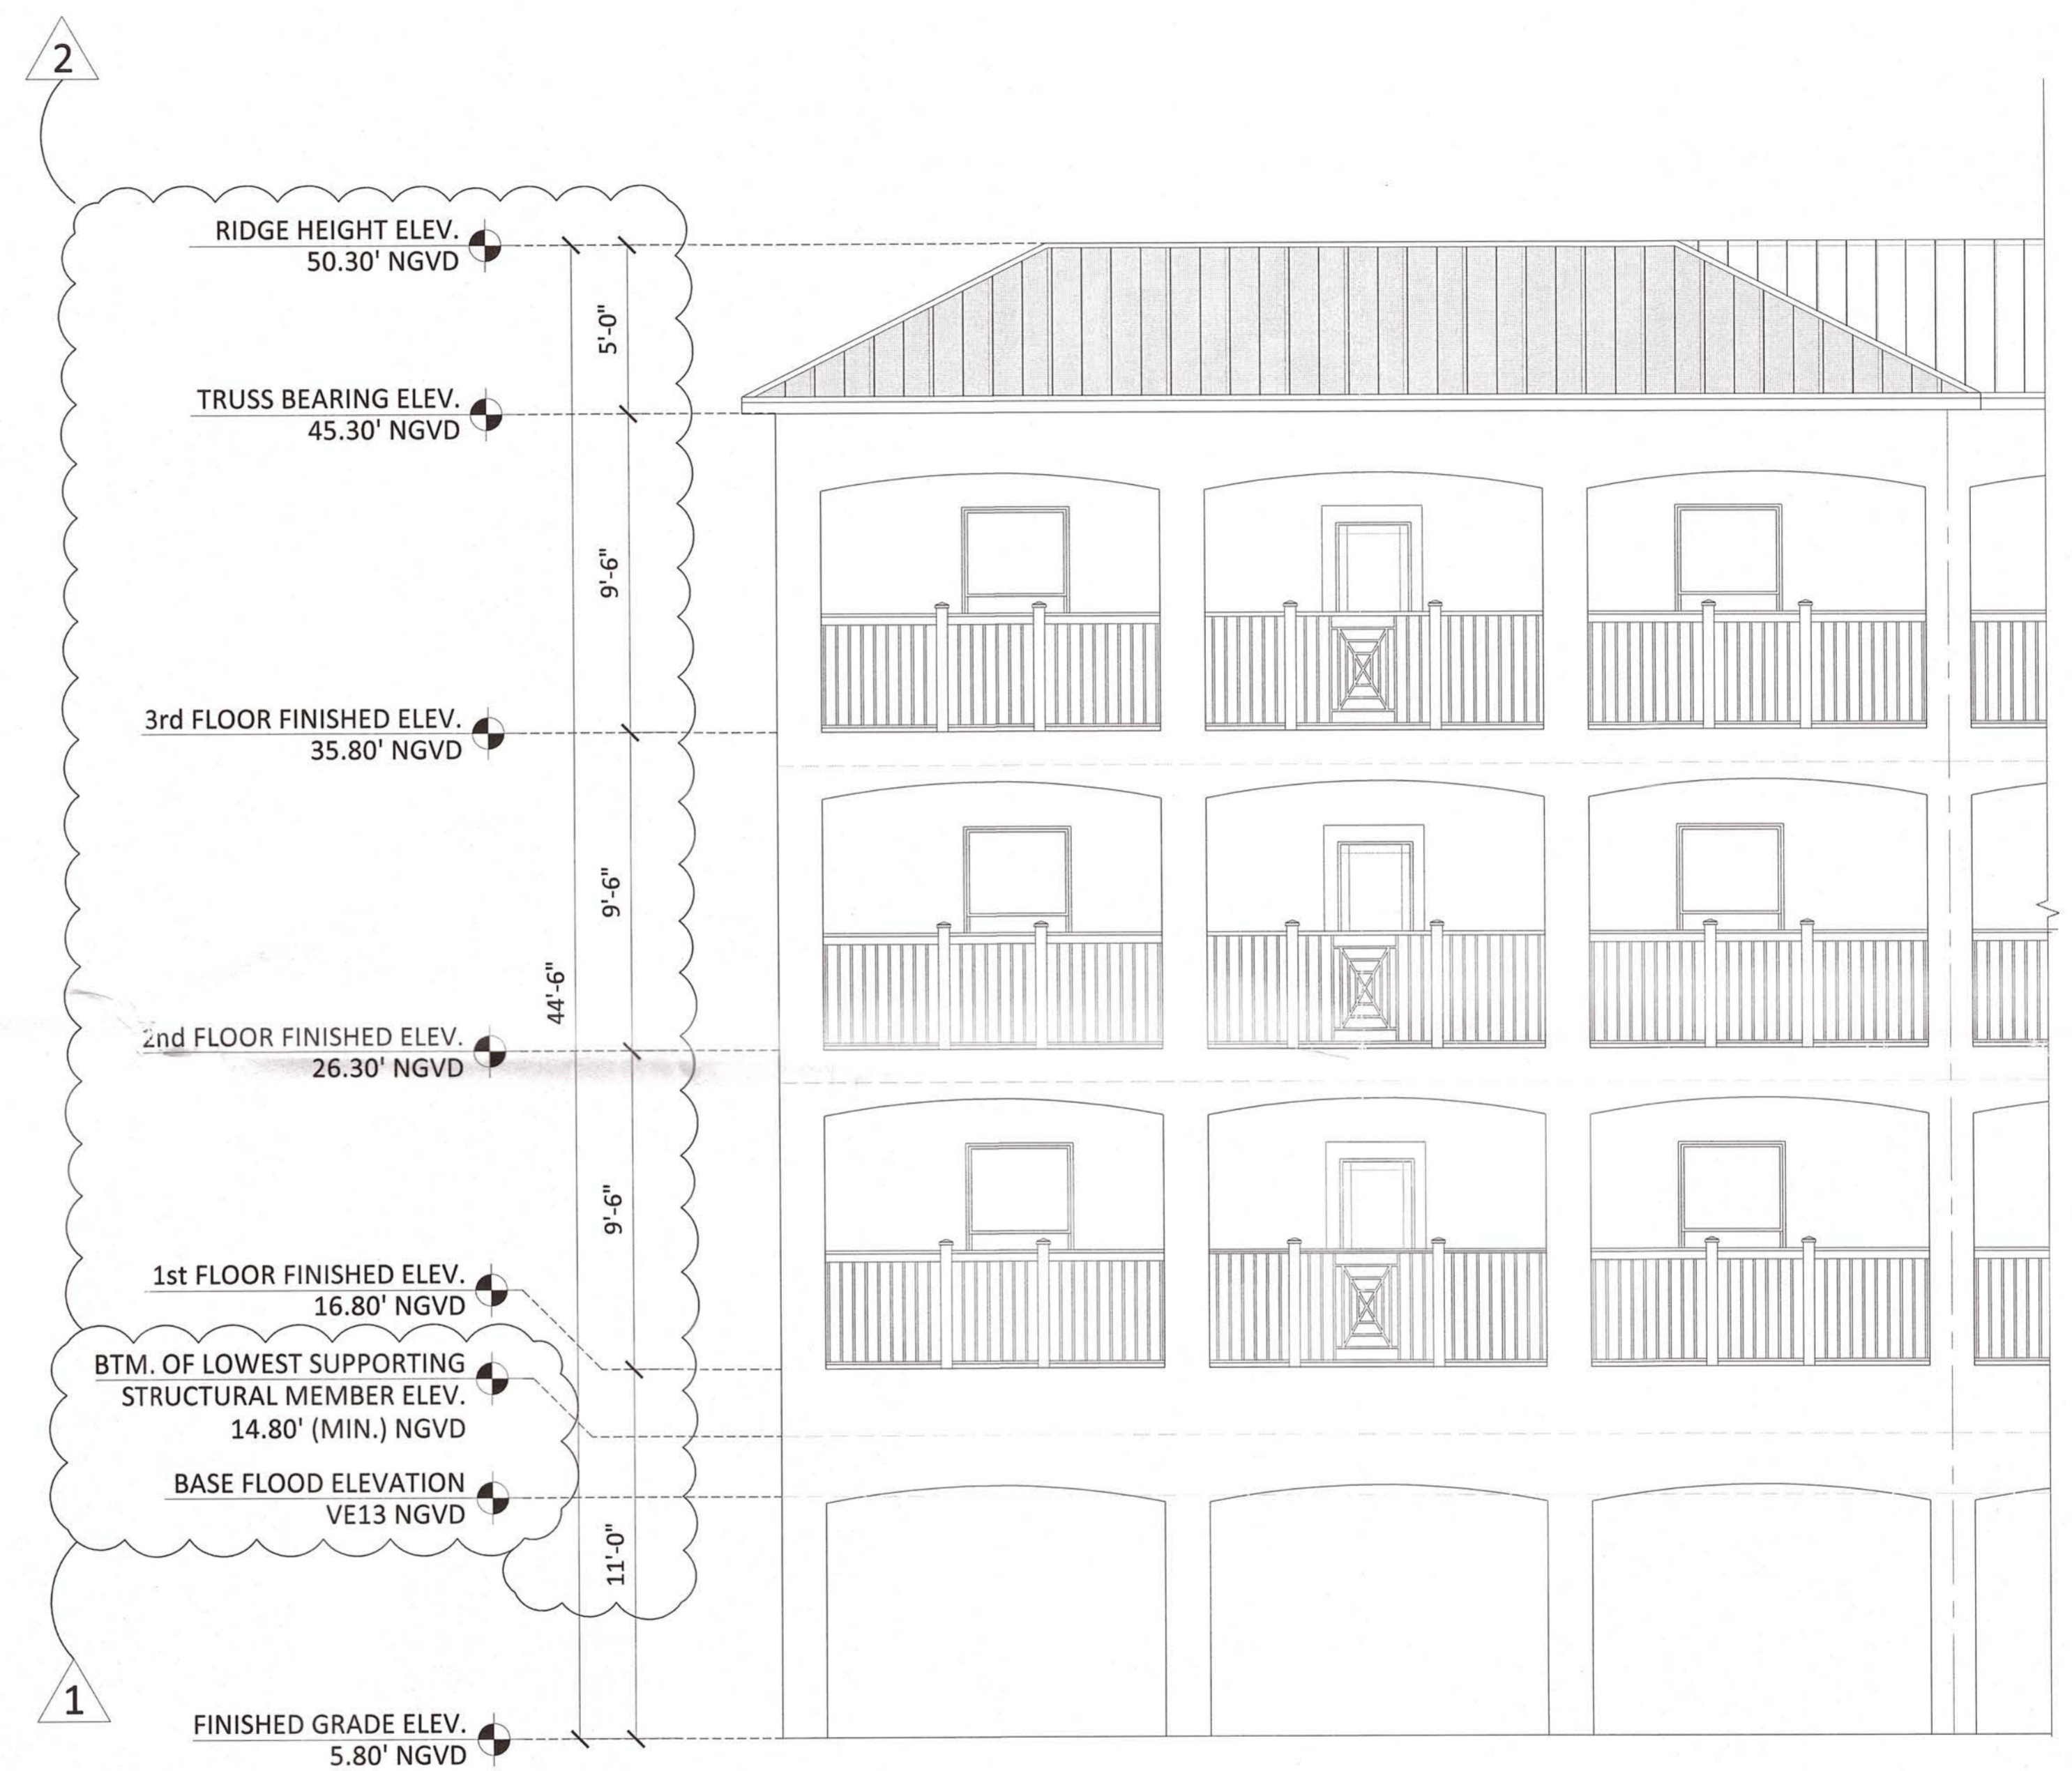 2
RIDGE HEIGHT ELEV.
50.30' NGVD
5'-0"
TRUSS BEARING ELEV.
45.30' NGVD
9'-6"
3rd FLOOR FINISHED ELEV.
35.80' NGVD
9'-6"
44'-6"
2nd FLOOR FINISHED ELEV.
26.30' NGVD
9'-6"
1st FLOOR FINISHED ELEV.
16.80' NGVD
BTM. OF LOWEST SUPPORTING
STRUCTURAL MEMBER ELEV.
14.80' (MIN.) NGVD
BASE FLOOD ELEVATION
VE13 NGVD
11'-0"
1
FINISHED GRADE ELEV.
5.80' NGVD